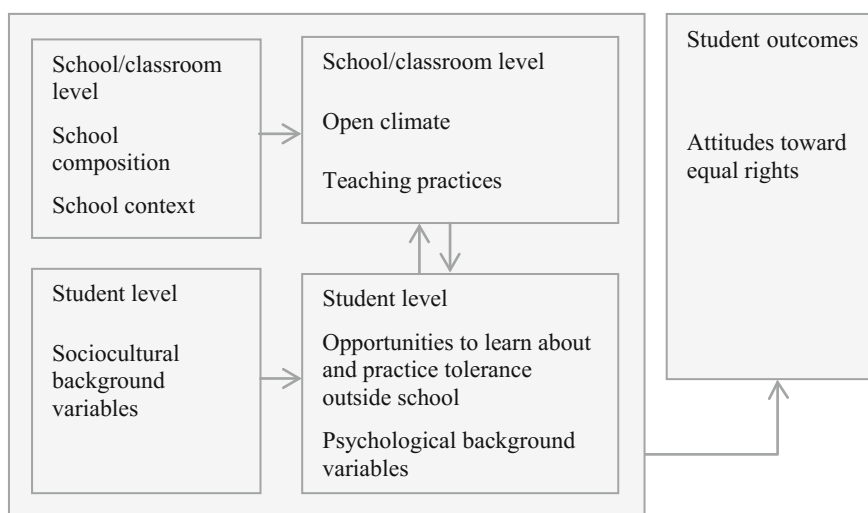 School/classroom
level
School
composition
School context
School/classroom level
Open climate
Teaching practices
Student level
Sociocultural
background
variables
Student level
Opportunities to learn about
and practice tolerance
outside school
Psychological background
variables
Student outcomes
Attitudes toward
equal rights